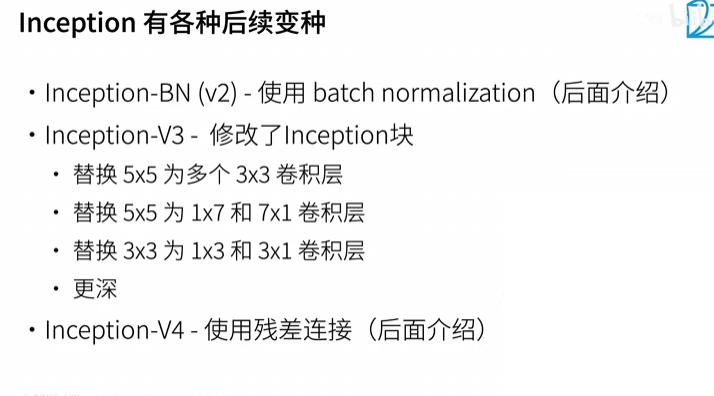 Inception 有各种后续变种
• Inception-BN (v2) - 使用 batch normalization（后面介绍）
• Inception-V3 - 修改了Inception块
• 替换 5x5 为多个 3x3 卷积层
• 替换 5x5 为 1x7 和 7x1 卷积层
• 替换 3x3 为 1x3 和 3x1 卷积层
• 更深
• Inception-V4 - 使用残差连接（后面介绍）